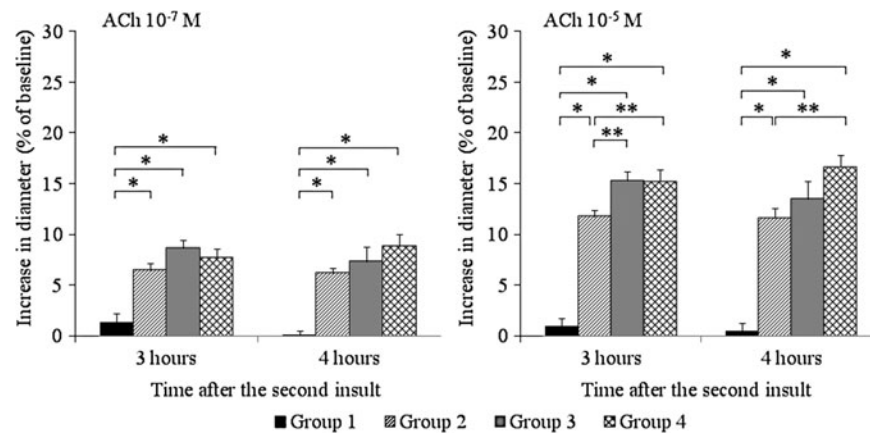 ACh 10⁻⁷ M
Increase in diameter (% of baseline)
30
25
20
15
10
5
0
*
*
*
*
*
*
3 hours
4 hours
Time after the second insult
ACh 10⁻⁵ M
Increase in diameter (% of baseline)
30
25
20
15
10
5
0
*
*
* **
**
*
*
* **
3 hours
4 hours
Time after the second insult
Group 1 Group 2 Group 3 Group 4